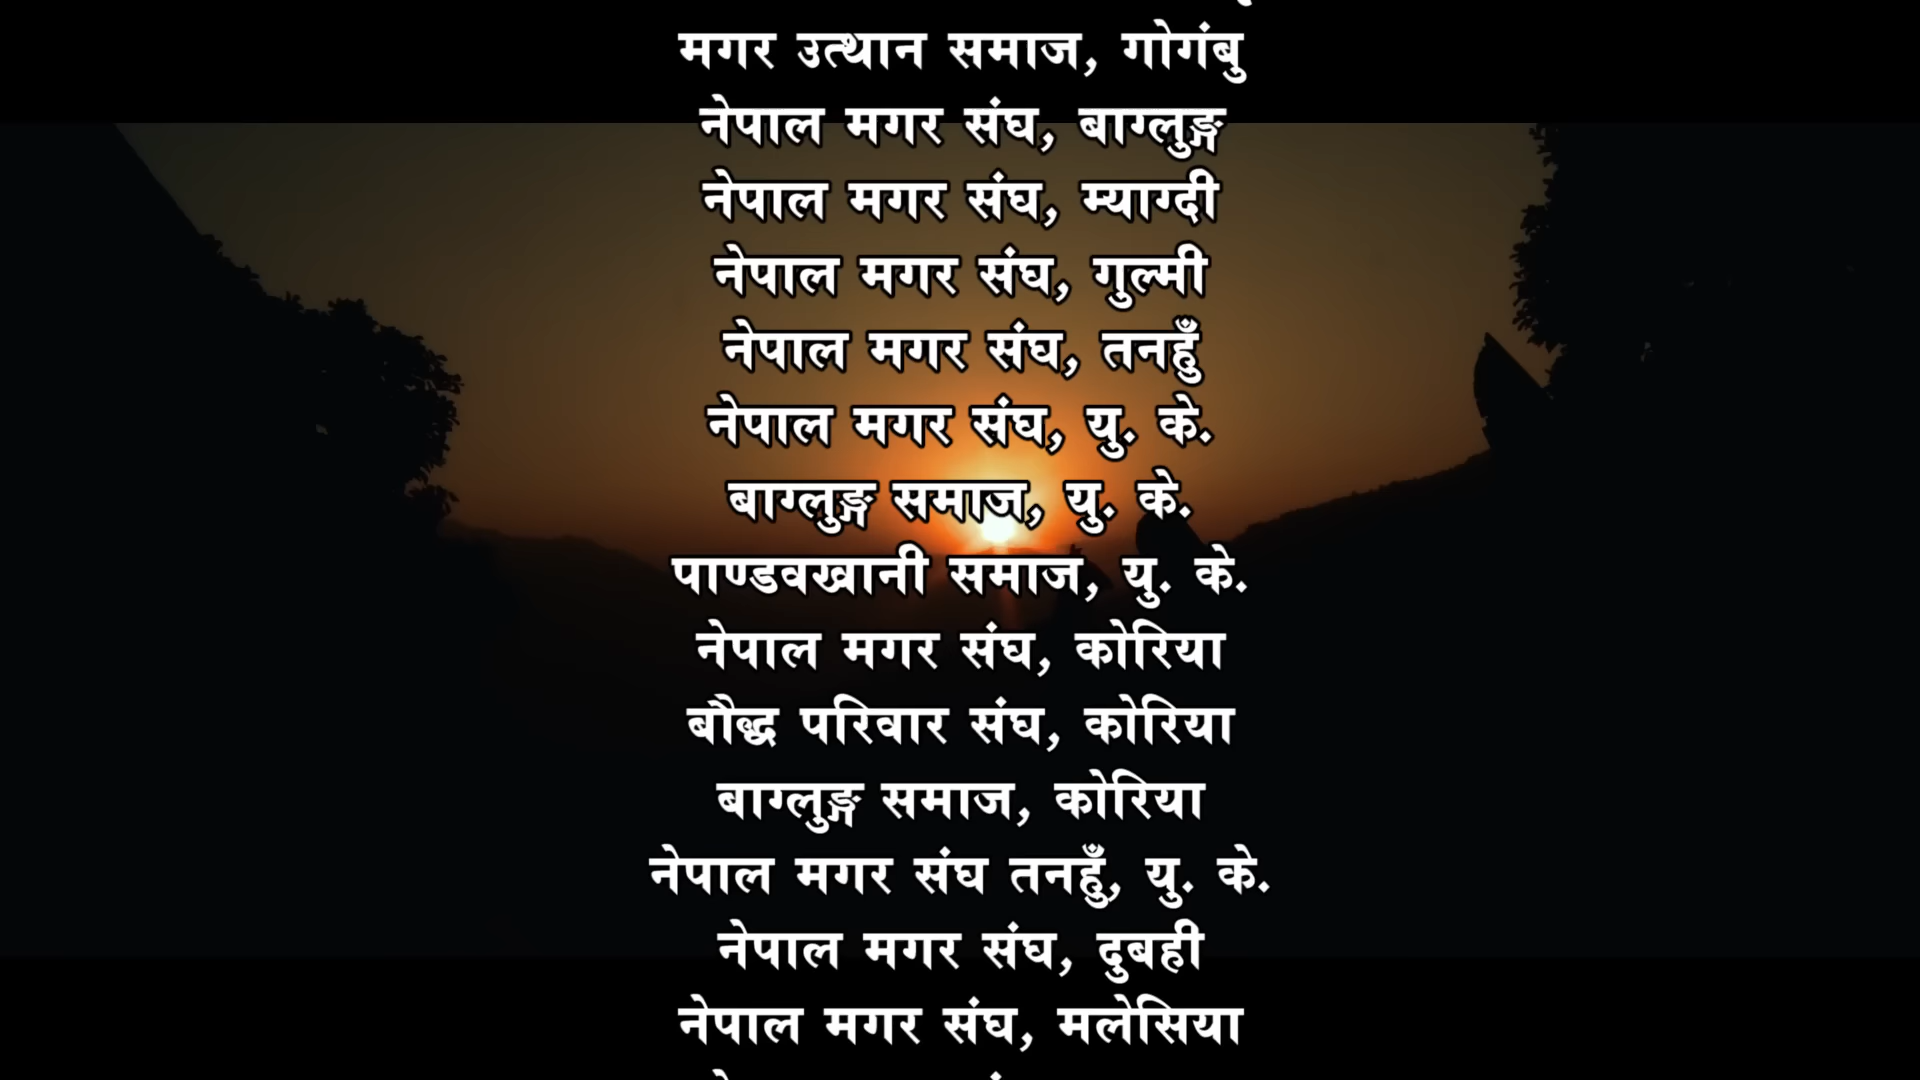 मगर उत्थान समाज, गोगंबु
नेपाल मगर संघ, बाग्लुङ्ग
नेपाल मगर संघ, म्याग्दी
नेपाल मगर संघ, गुल्मी
नेपाल मगर संघ, तनहुँ
नेपाल मगर संघ, यु. के.
बाग्लुङ्ग समाज, यु. के.
पाण्डवखानी समाज, यु. के.
नेपाल मगर संघ, कोरिया
बौद्ध परिवार संघ, कोरिया
बाग्लुङ्ग समाज, कोरिया
नेपाल मगर संघ तनहुँ, यु. के.
नेपाल मगर संघ, दुबही
नेपाल मगर संघ, मलेसिया